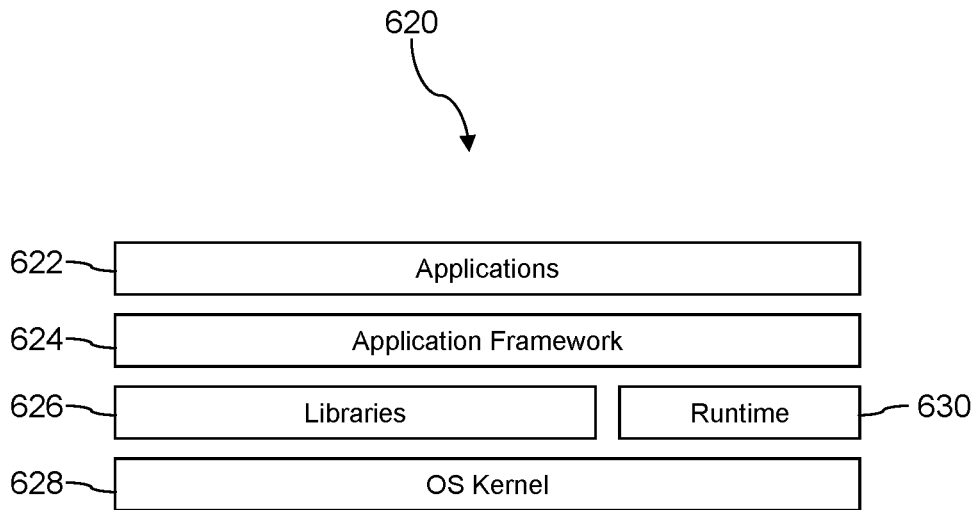 620
622 Applications
624 Application Framework
626 Libraries Runtime 630
628 OS Kernel